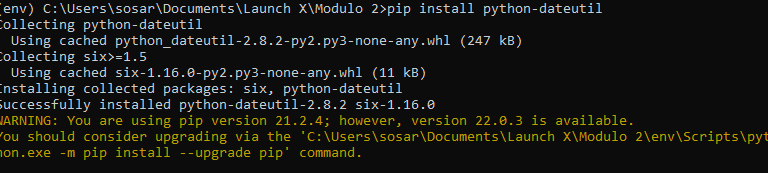 (env) C:\Users\sosar\Documents\Launch X\Modulo 2>pip install python-dateutil
Collecting python-dateutil
  Using cached python_dateutil-2.8.2-py2.py3-none-any.whl (247 kB)
Collecting six>=1.5
  Using cached six-1.16.0-py2.py3-none-any.whl (11 kB)
Installing collected packages: six, python-dateutil
Successfully installed python-dateutil-2.8.2 six-1.16.0
WARNING: You are using pip version 21.2.4; however, version 22.0.3 is available.
You should consider upgrading via the 'C:\Users\sosar\Documents\Launch X\Modulo 2\env\Scripts\pyt
hon.exe -m pip install --upgrade pip' command.